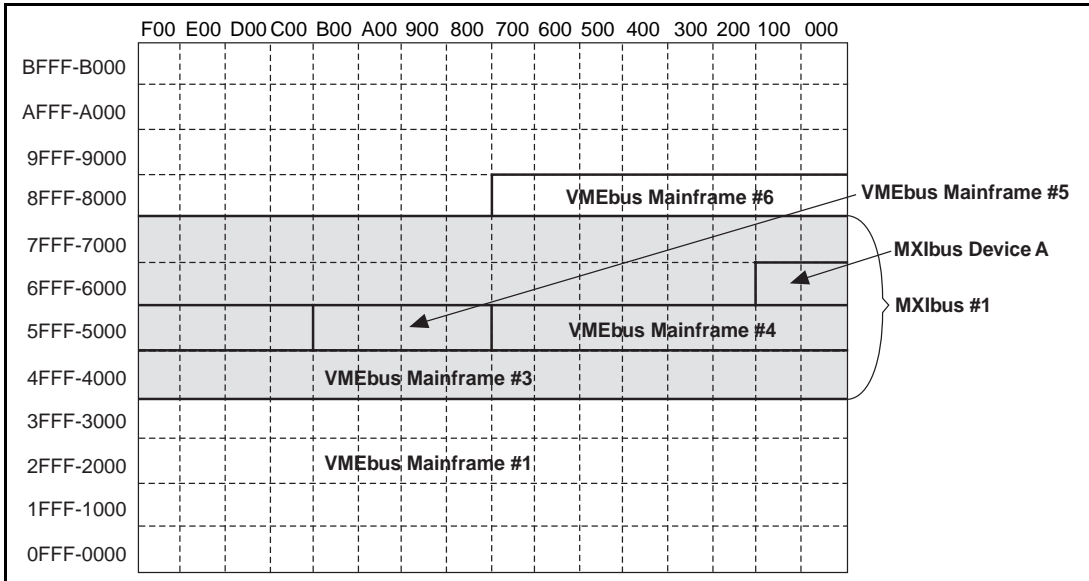 F00 E00 D00 C00 B00 A00 900 800 700 600 500 400 300 200 100 000
BFFF-B000
AFFF-A000
9FFF-9000
8FFF-8000
VMEbus Mainframe #6
VMEbus Mainframe #5
7FFF-7000
MXIbus Device A
6FFF-6000
MXIbus #1
5FFF-5000
VMEbus Mainframe #4
4FFF-4000
VMEbus Mainframe #3
3FFF-3000
2FFF-2000
VMEbus Mainframe #1
1FFF-1000
0FFF-0000